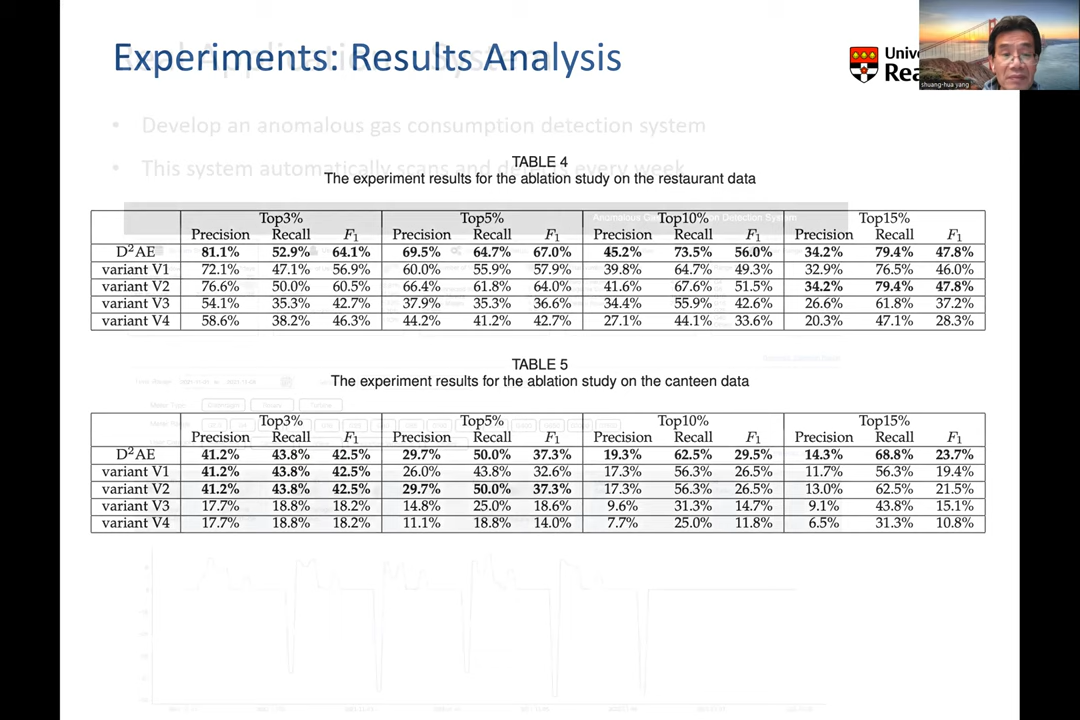 Experiments: Results Analysis
Unive
Rea
shuang-hua yang
• Develop an anomalous gas consumption detection system
• This system automatically scans and detects every week
TABLE 4
The experiment results for the ablation study on the restaurant data
Top3% Top5% Top10% Top15%
Precision Recall F1 Precision Recall F1 Precision Recall F1 Precision Recall F1
D²AE 81.1% 52.9% 64.1% 69.5% 64.7% 67.0% 45.2% 73.5% 56.0% 34.2% 79.4% 47.8%
variant V1 72.1% 47.1% 56.9% 60.0% 55.9% 57.9% 39.8% 64.7% 49.3% 32.9% 76.5% 46.0%
variant V2 76.6% 50.0% 60.5% 66.4% 61.8% 64.0% 41.6% 67.6% 51.5% 34.2% 79.4% 47.8%
variant V3 54.1% 35.3% 42.7% 37.9% 35.3% 36.6% 34.4% 55.9% 42.6% 26.6% 61.8% 37.2%
variant V4 58.6% 38.2% 46.3% 44.2% 41.2% 42.7% 27.1% 44.1% 33.6% 20.3% 47.1% 28.3%
TABLE 5
The experiment results for the ablation study on the canteen data
Top3% Top5% Top10% Top15%
Precision Recall F1 Precision Recall F1 Precision Recall F1 Precision Recall F1
D²AE 41.2% 43.8% 42.5% 29.7% 50.0% 37.3% 19.3% 62.5% 29.5% 14.3% 68.8% 23.7%
variant V1 41.2% 43.8% 42.5% 26.0% 43.8% 32.6% 17.3% 56.3% 26.5% 11.7% 56.3% 19.4%
variant V2 41.2% 43.8% 42.5% 29.7% 50.0% 37.3% 17.3% 56.3% 26.5% 13.0% 62.5% 21.5%
variant V3 17.7% 18.8% 18.2% 14.8% 25.0% 18.6% 9.6% 31.3% 14.7% 9.1% 43.8% 15.1%
variant V4 17.7% 18.8% 18.2% 11.1% 18.8% 14.0% 7.7% 25.0% 11.8% 6.5% 31.3% 10.8%